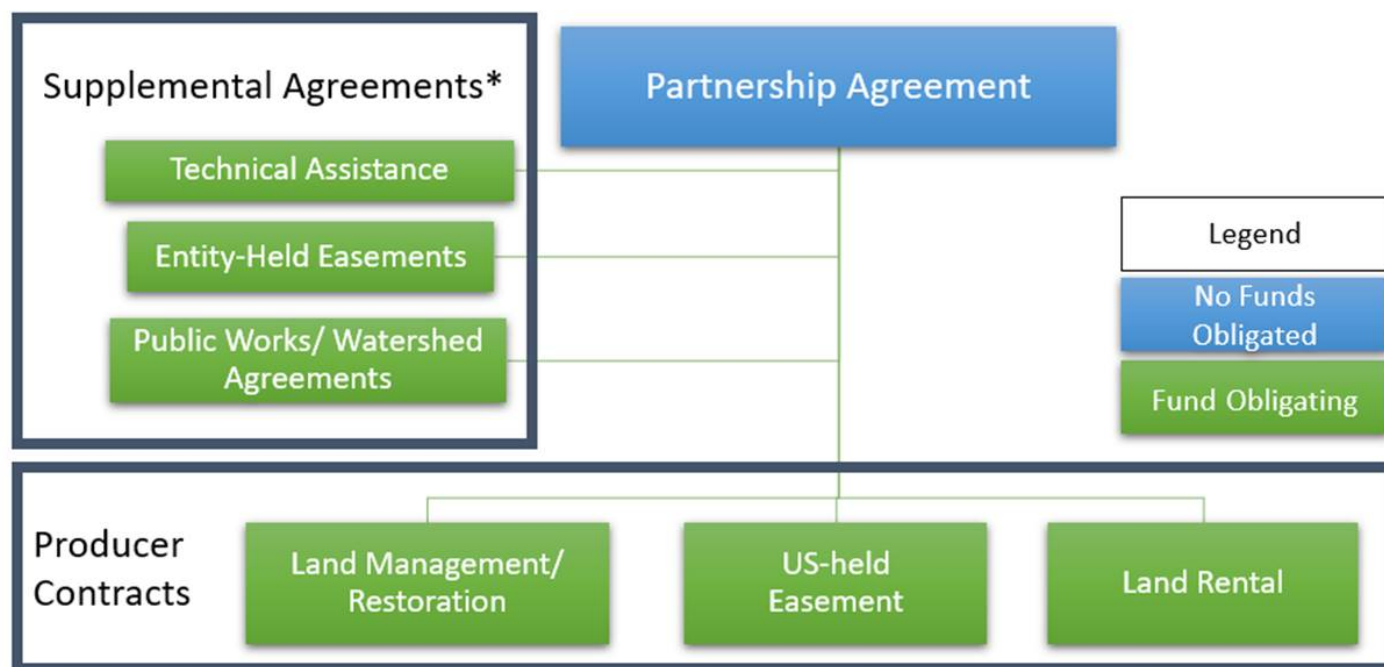 Supplemental Agreements*
Partnership Agreement
Technical Assistance
Entity-Held Easements
Public Works/ Watershed
Agreements
Legend
No Funds
Obligated
Fund Obligating
Producer
Contracts
Land Management/
Restoration
US-held
Easement
Land Rental